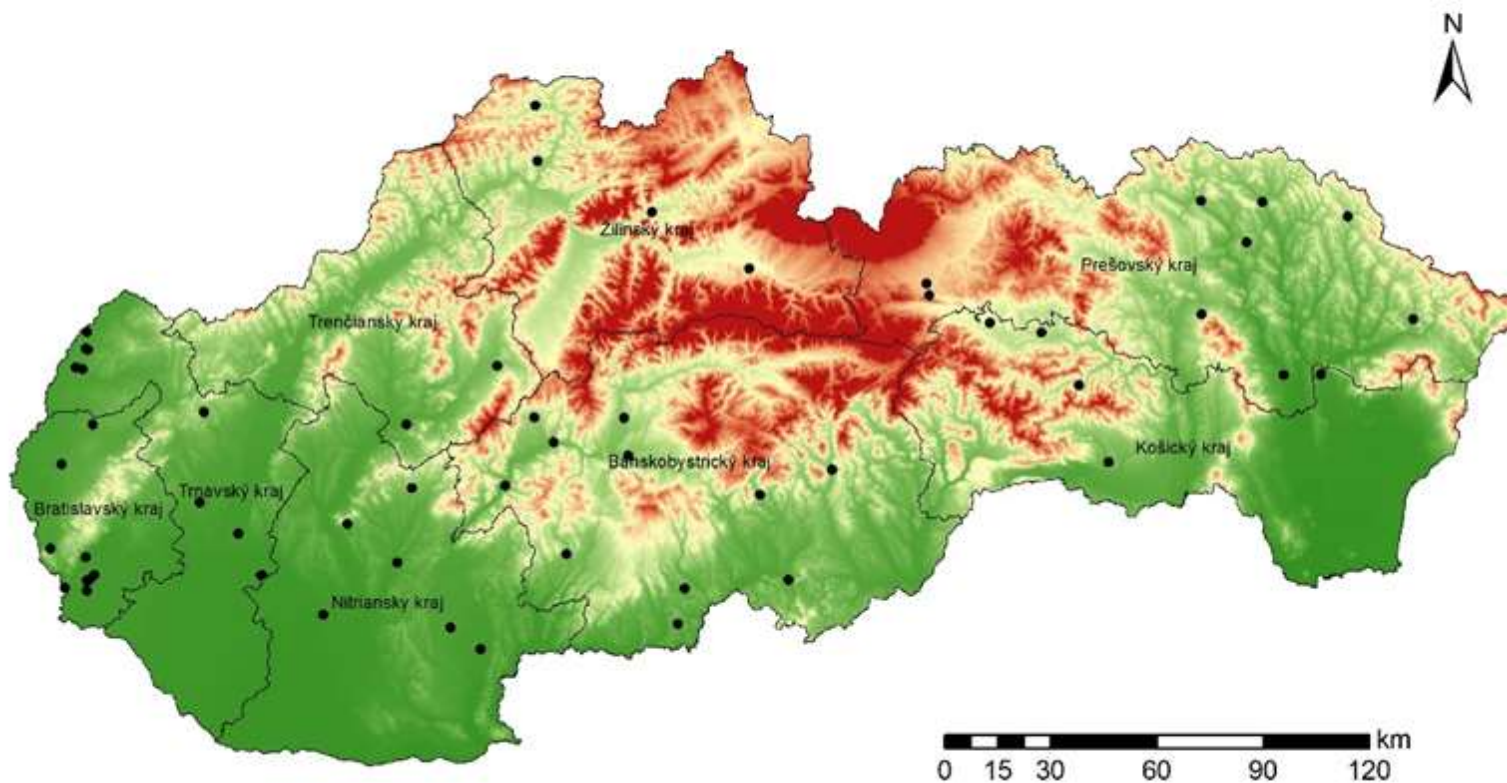 N
Žilinský kraj
Prešovský kraj
Trenčiansky kraj
Košický kraj
Banskobystrický kraj
Trnavský kraj
Bratislavský kraj
Nitriansky kraj
km
0 15 30 60 90 120